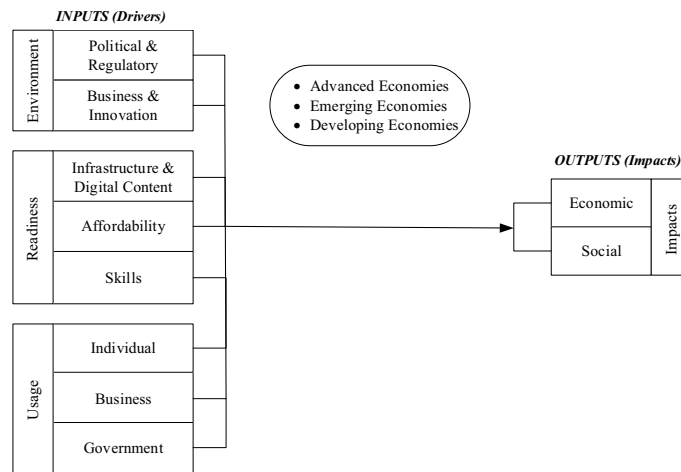 INPUTS (Drivers)
Environment
Political &
Regulatory
Business &
Innovation
Readiness
Infrastructure &
Digital Content
Affordability
Skills
Usage
Individual
Business
Government
• Advanced Economies
• Emerging Economies
• Developing Economies
OUTPUTS (Impacts)
Economic
Social
Impacts